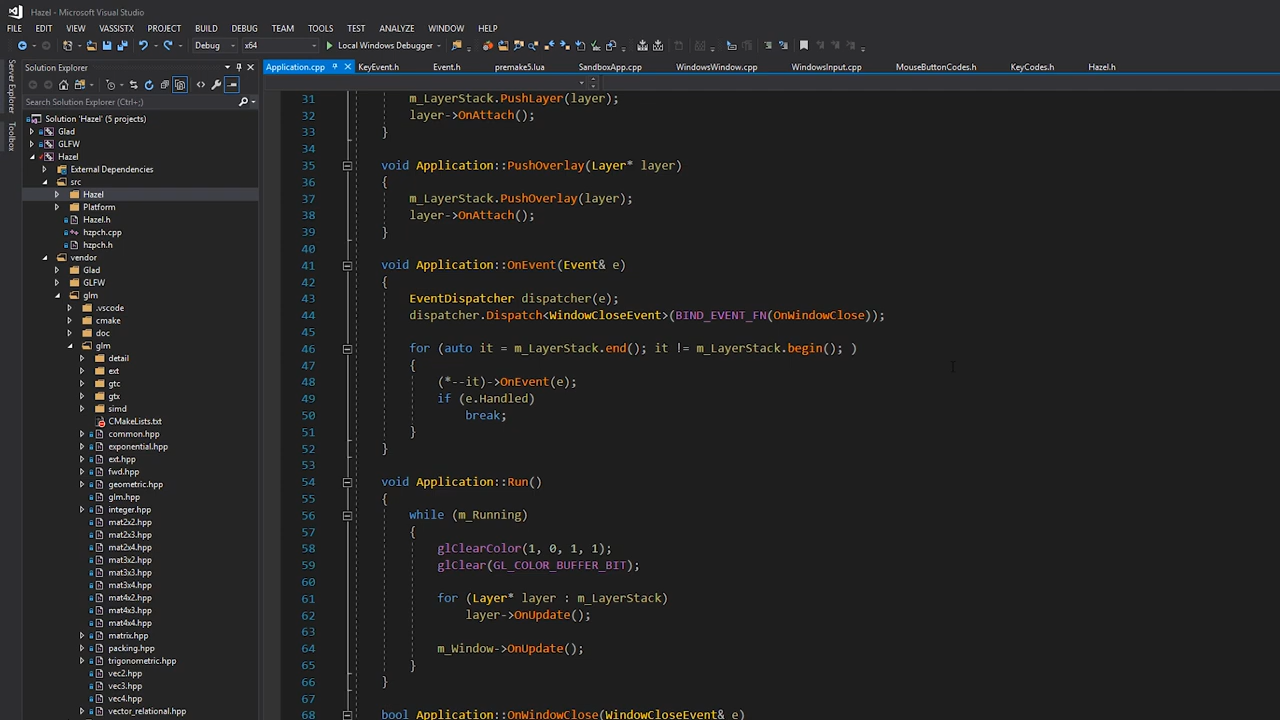 Hazel - Microsoft Visual Studio
FILE EDIT VIEW VASSISTX PROJECT BUILD DEBUG TEAM TOOLS TEST ANALYZE WINDOW HELP
Debug x64 Local Windows Debugger
Server Explorer
Toolbox
Solution Explorer
Search Solution Explorer (Ctrl+;)
Solution 'Hazel' (5 projects)
Glad
GLFW
Hazel
External Dependencies
src
Hazel
Platform
Hazel.h
hzpch.cpp
hzpch.h
vendor
Glad
GLFW
glm
.vscode
cmake
doc
glm
detail
ext
gtc
gtx
simd
CMakeLists.txt
common.hpp
exponential.hpp
ext.hpp
fwd.hpp
geometric.hpp
glm.hpp
integer.hpp
mat2x2.hpp
mat2x3.hpp
mat2x4.hpp
mat3x2.hpp
mat3x3.hpp
mat3x4.hpp
mat4x2.hpp
mat4x3.hpp
mat4x4.hpp
matrix.hpp
packing.hpp
trigonometric.hpp
vec2.hpp
vec3.hpp
vec4.hpp
vector_relational.hpp
Application.cpp KeyEvent.h Event.h premake5.lua SandboxApp.cpp WindowsWindow.cpp WindowsInput.cpp MouseButtonCodes.h KeyCodes.h Hazel.h
31 m_LayerStack.PushLayer(layer);
32 layer->OnAttach();
33 }
34
35 void Application::PushOverlay(Layer* layer)
36 {
37 m_LayerStack.PushOverlay(layer);
38 layer->OnAttach();
39 }
40
41 void Application::OnEvent(Event& e)
42 {
43 EventDispatcher dispatcher(e);
44 dispatcher.Dispatch<WindowCloseEvent>(BIND_EVENT_FN(OnWindowClose));
45
46 for (auto it = m_LayerStack.end(); it != m_LayerStack.begin(); )
47 {
48 (*--it)->OnEvent(e);
49 if (e.Handled)
50 break;
51 }
52 }
53
54 void Application::Run()
55 {
56 while (m_Running)
57 {
58 glClearColor(1, 0, 1, 1);
59 glClear(GL_COLOR_BUFFER_BIT);
60
61 for (Layer* layer : m_LayerStack)
62 layer->OnUpdate();
63
64 m_Window->OnUpdate();
65 }
66 }
67
68 bool Application::OnWindowClose(WindowCloseEvent& e)